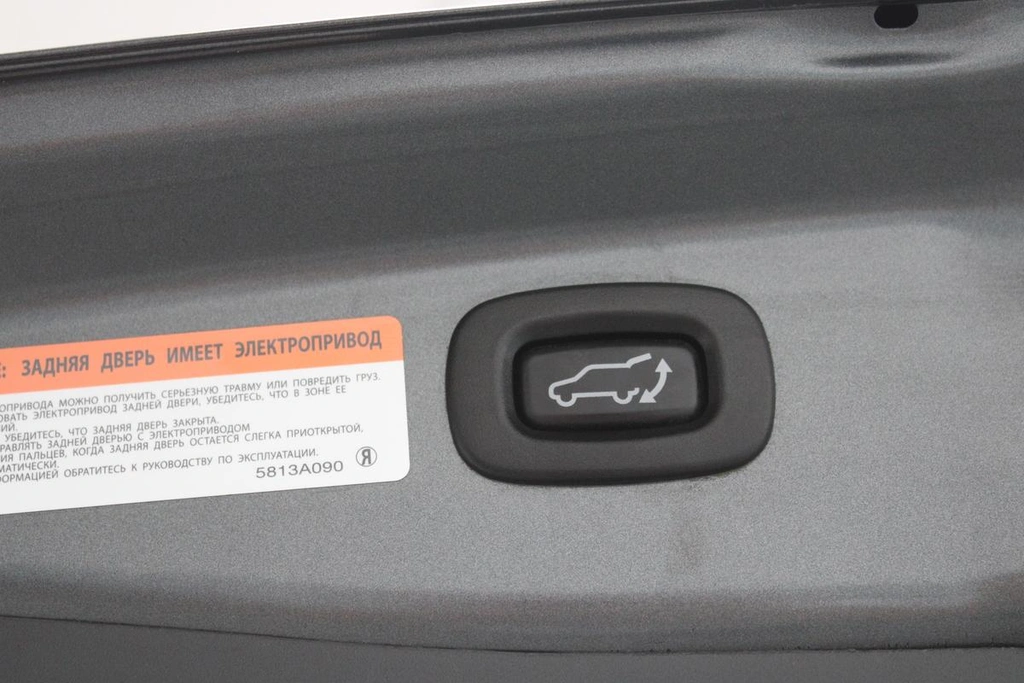 : ЗАДНЯЯ ДВЕРЬ ИМЕЕТ ЭЛЕКТРОПРИВОД
ОПРИВОДА МОЖНО ПОЛУЧИТЬ СЕРЬЕЗНУЮ ТРАВМУ ИЛИ ПОВРЕДИТЬ ГРУЗ.
ОВАТЬ ЭЛЕКТРОПРИВОД ЗАДНЕЙ ДВЕРИ, УБЕДИТЕСЬ, ЧТО В ЗОНЕ ЕЕ
ИЙ.
УБЕДИТЕСЬ, ЧТО ЗАДНЯЯ ДВЕРЬ ЗАКРЫТА.
РАВЛЯТЬ ЗАДНЕЙ ДВЕРЬЮ С ЭЛЕКТРОПРИВОДОМ
ИЯ ПАЛЬЦЕВ, КОГДА ЗАДНЯЯ ДВЕРЬ ОСТАЕТСЯ СЛЕГКА ПРИОТКРЫТОЙ.
МАТИЧЕСКИ.
ОРМАЦИЕЙ ОБРАТИТЕСЬ К РУКОВОДСТВУ ПО ЭКСПЛУАТАЦИИ.
5813A090 Я